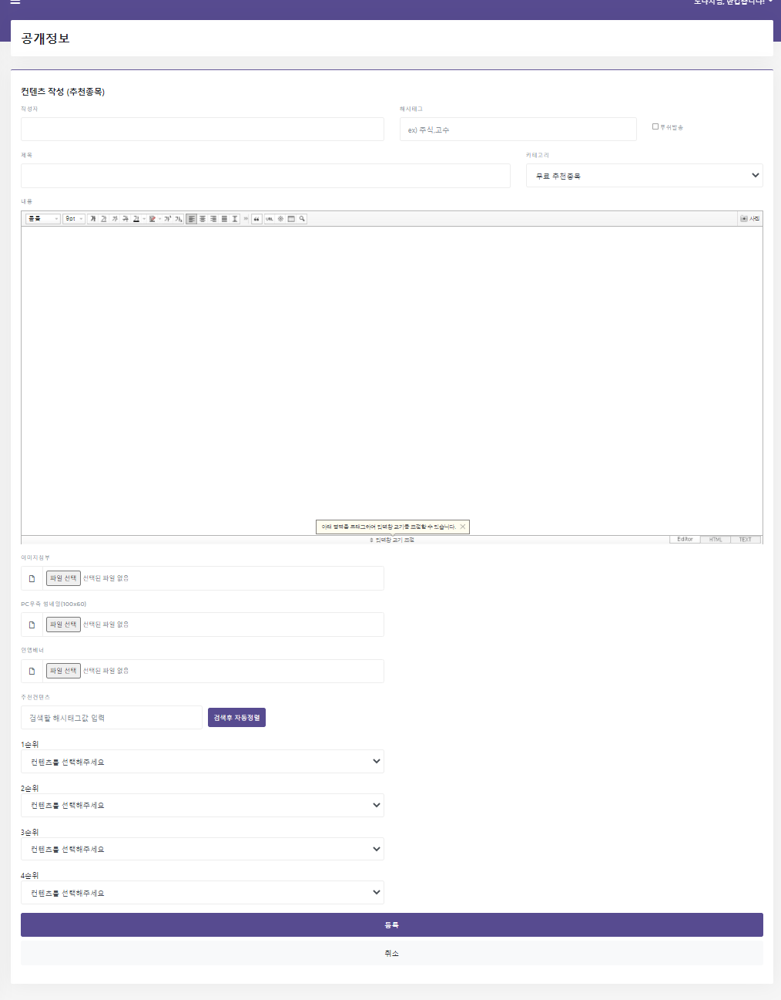 반갑습니다!
공개정보
컨텐츠 작성 (추천종목)
작성자
해시태그
ex) 주식,고수
푸쉬발송
제목
카테고리
무료 추천종목
내용
돋움 9pt 가 가 가 가 가 가 가 URL 사진
아래 영역을 드래그하여 입력창 크기를 조절할 수 있습니다.
입력창 크기 조절
Editor HTML TEXT
이미지첨부
파일 선택 선택된 파일 없음
PC우측 썸네일(100x60)
파일 선택 선택된 파일 없음
인앱배너
파일 선택 선택된 파일 없음
추천컨텐츠
검색할 해시태그값 입력
검색후 자동정렬
1순위
컨텐츠를 선택해주세요
2순위
컨텐츠를 선택해주세요
3순위
컨텐츠를 선택해주세요
4순위
컨텐츠를 선택해주세요
등록
취소